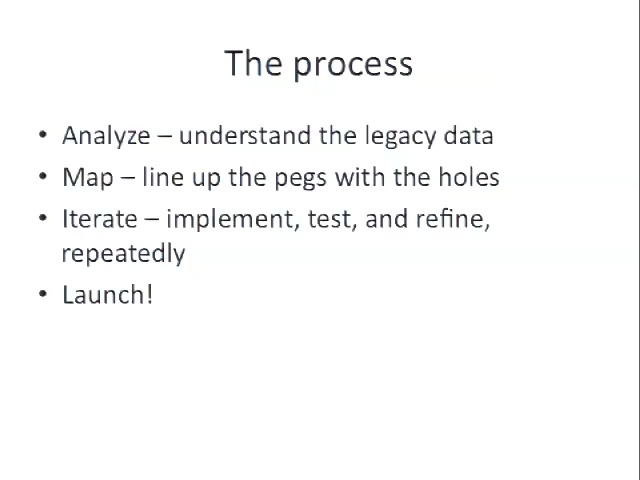 The process
• Analyze – understand the legacy data
• Map – line up the pegs with the holes
• Iterate – implement, test, and refine,
repeatedly
• Launch!